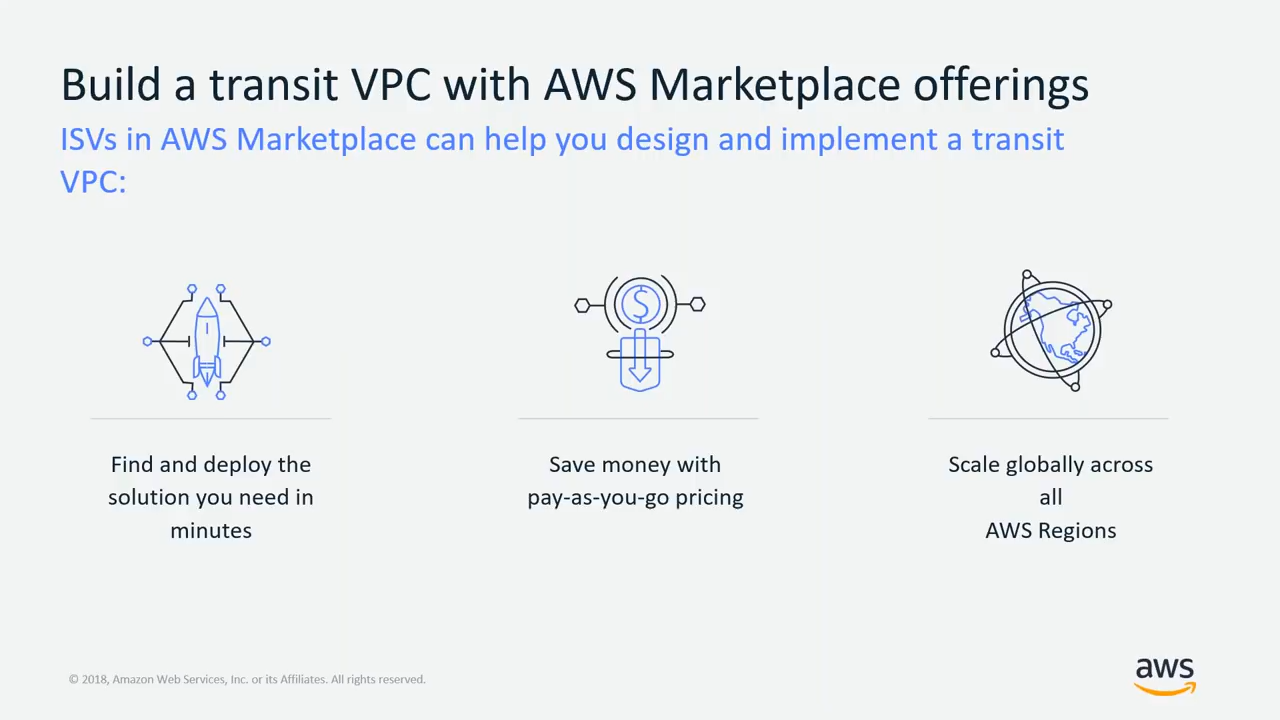 Build a transit VPC with AWS Marketplace offerings
ISVs in AWS Marketplace can help you design and implement a transit
VPC:
$
Find and deploy the
solution you need in
minutes
Save money with
pay-as-you-go pricing
Scale globally across
all
AWS Regions
© 2018, Amazon Web Services, Inc. or its Affiliates. All rights reserved.
aws